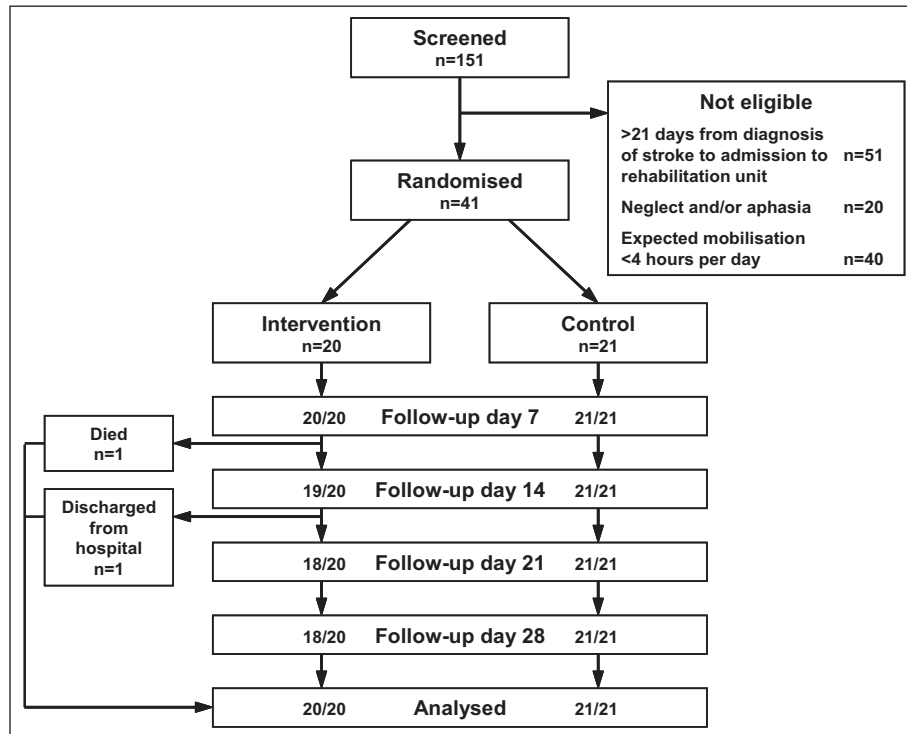 Screened
n=151
Not eligible
>21 days from diagnosis
of stroke to admission to n=51
rehabilitation unit
Neglect and/or aphasia n=20
Expected mobilisation
<4 hours per day n=40
Randomised
n=41
Intervention
n=20
Control
n=21
20/20 Follow-up day 7 21/21
Died
n=1
19/20 Follow-up day 14 21/21
Discharged
from
hospital
n=1
18/20 Follow-up day 21 21/21
18/20 Follow-up day 28 21/21
20/20 Analysed 21/21